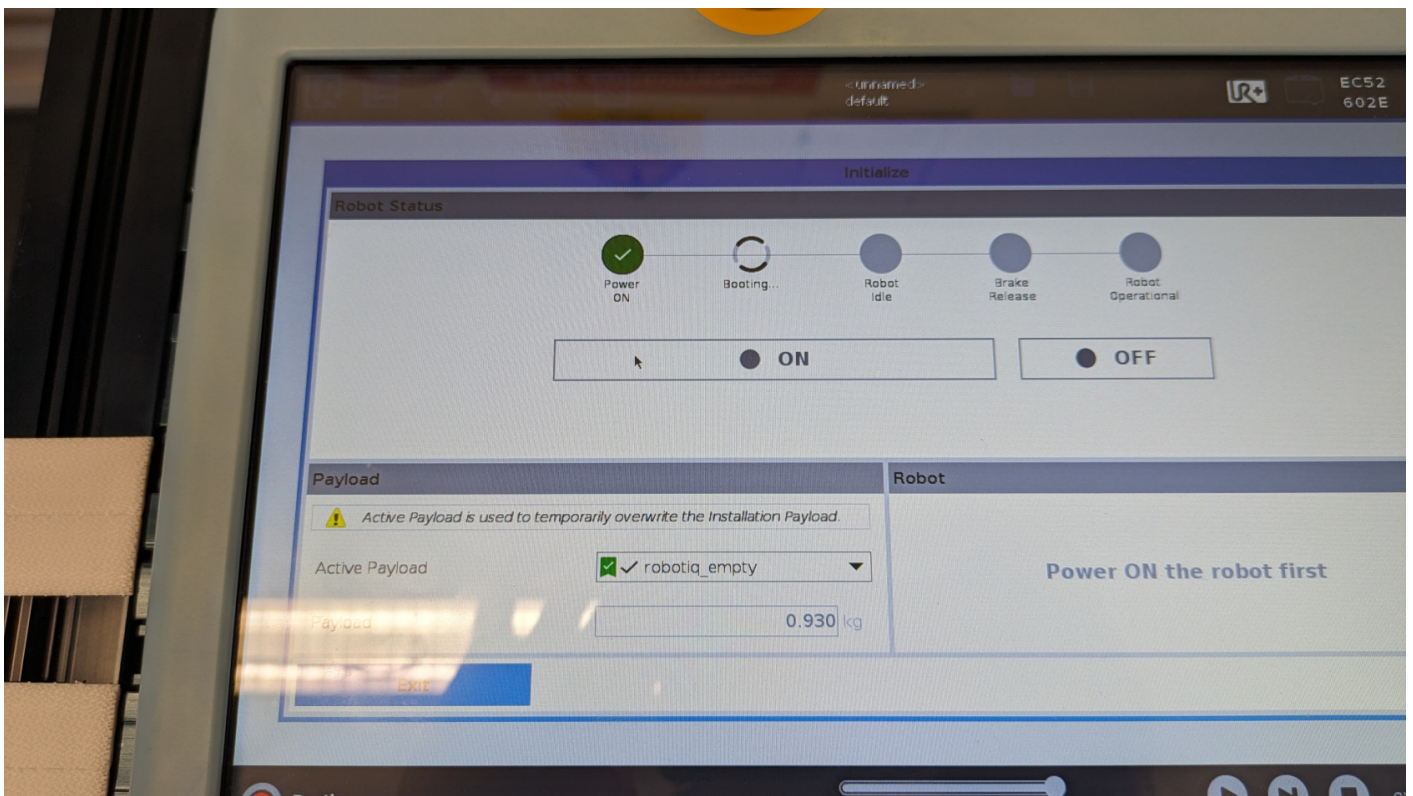 <unnamed>
default
UR+
EC52
602E
Initialize
Robot Status
Power
ON
Booting...
Robot
Idle
Brake
Release
Robot
Operational
ON
OFF
Payload
Robot
Active Payload is used to temporarily overwrite the Installation Payload.
Active Payload
robotiq_empty
Power ON the robot first
Payload
0.930 kg
Exit